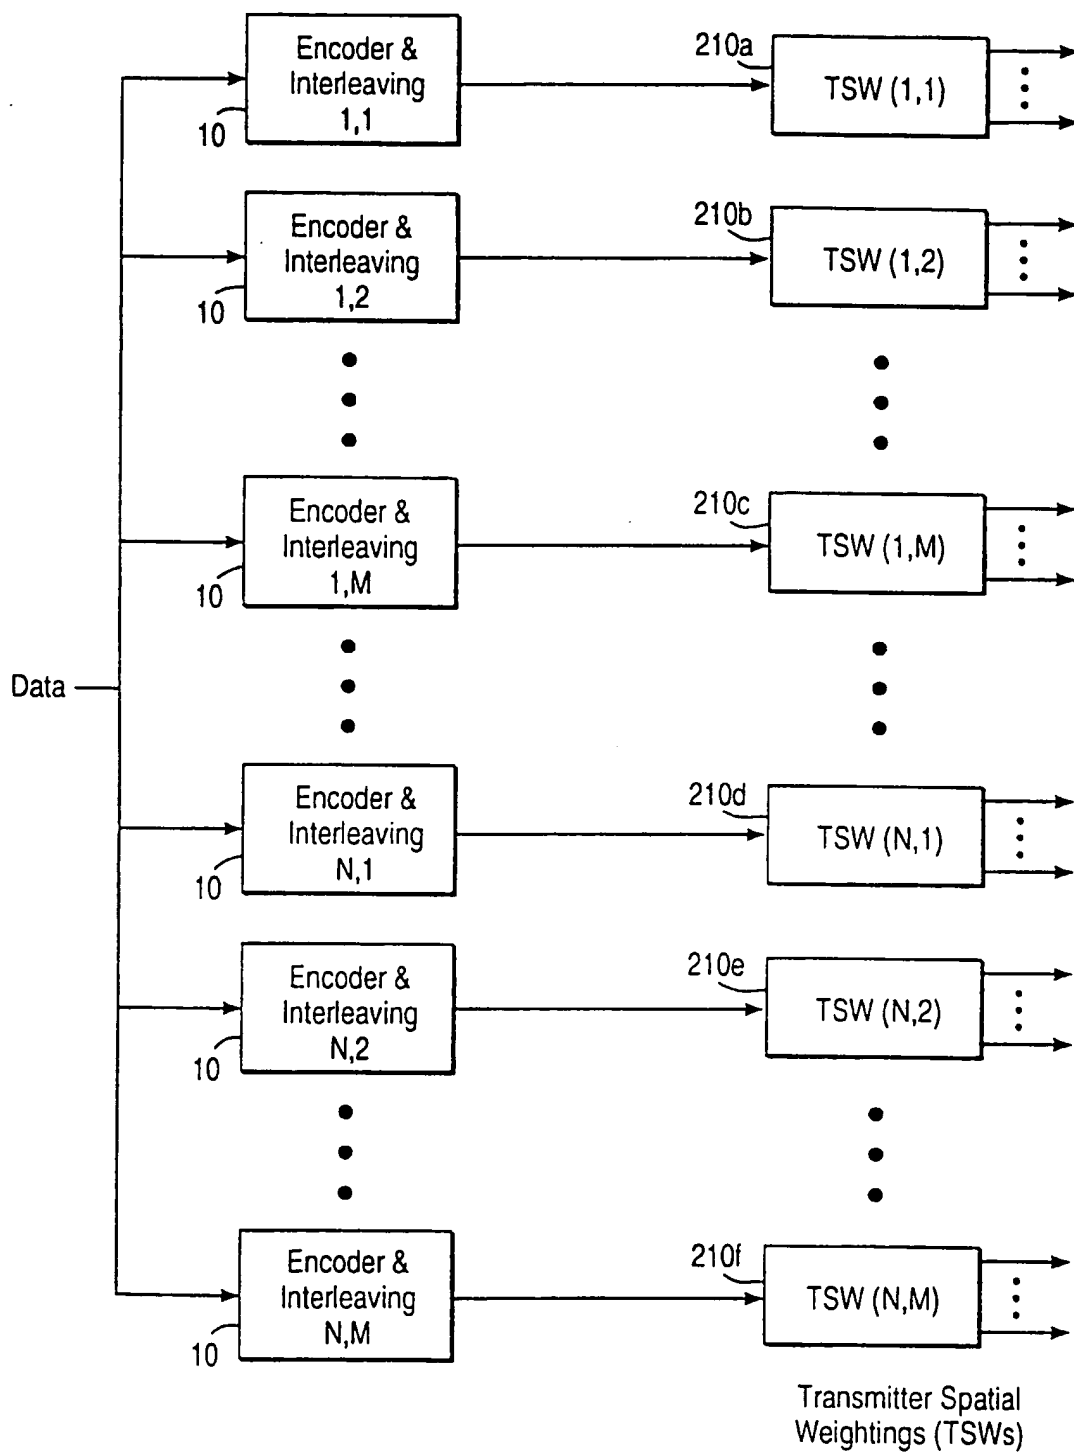 Encoder &
Interleaving
1,1
10
210a
TSW (1,1)
Encoder &
Interleaving
1,2
10
210b
TSW (1,2)
Encoder &
Interleaving
1,M
10
210c
TSW (1,M)
Data
Encoder &
Interleaving
N,1
10
210d
TSW (N,1)
Encoder &
Interleaving
N,2
10
210e
TSW (N,2)
Encoder &
Interleaving
N,M
10
210f
TSW (N,M)
Transmitter Spatial
Weightings (TSWs)